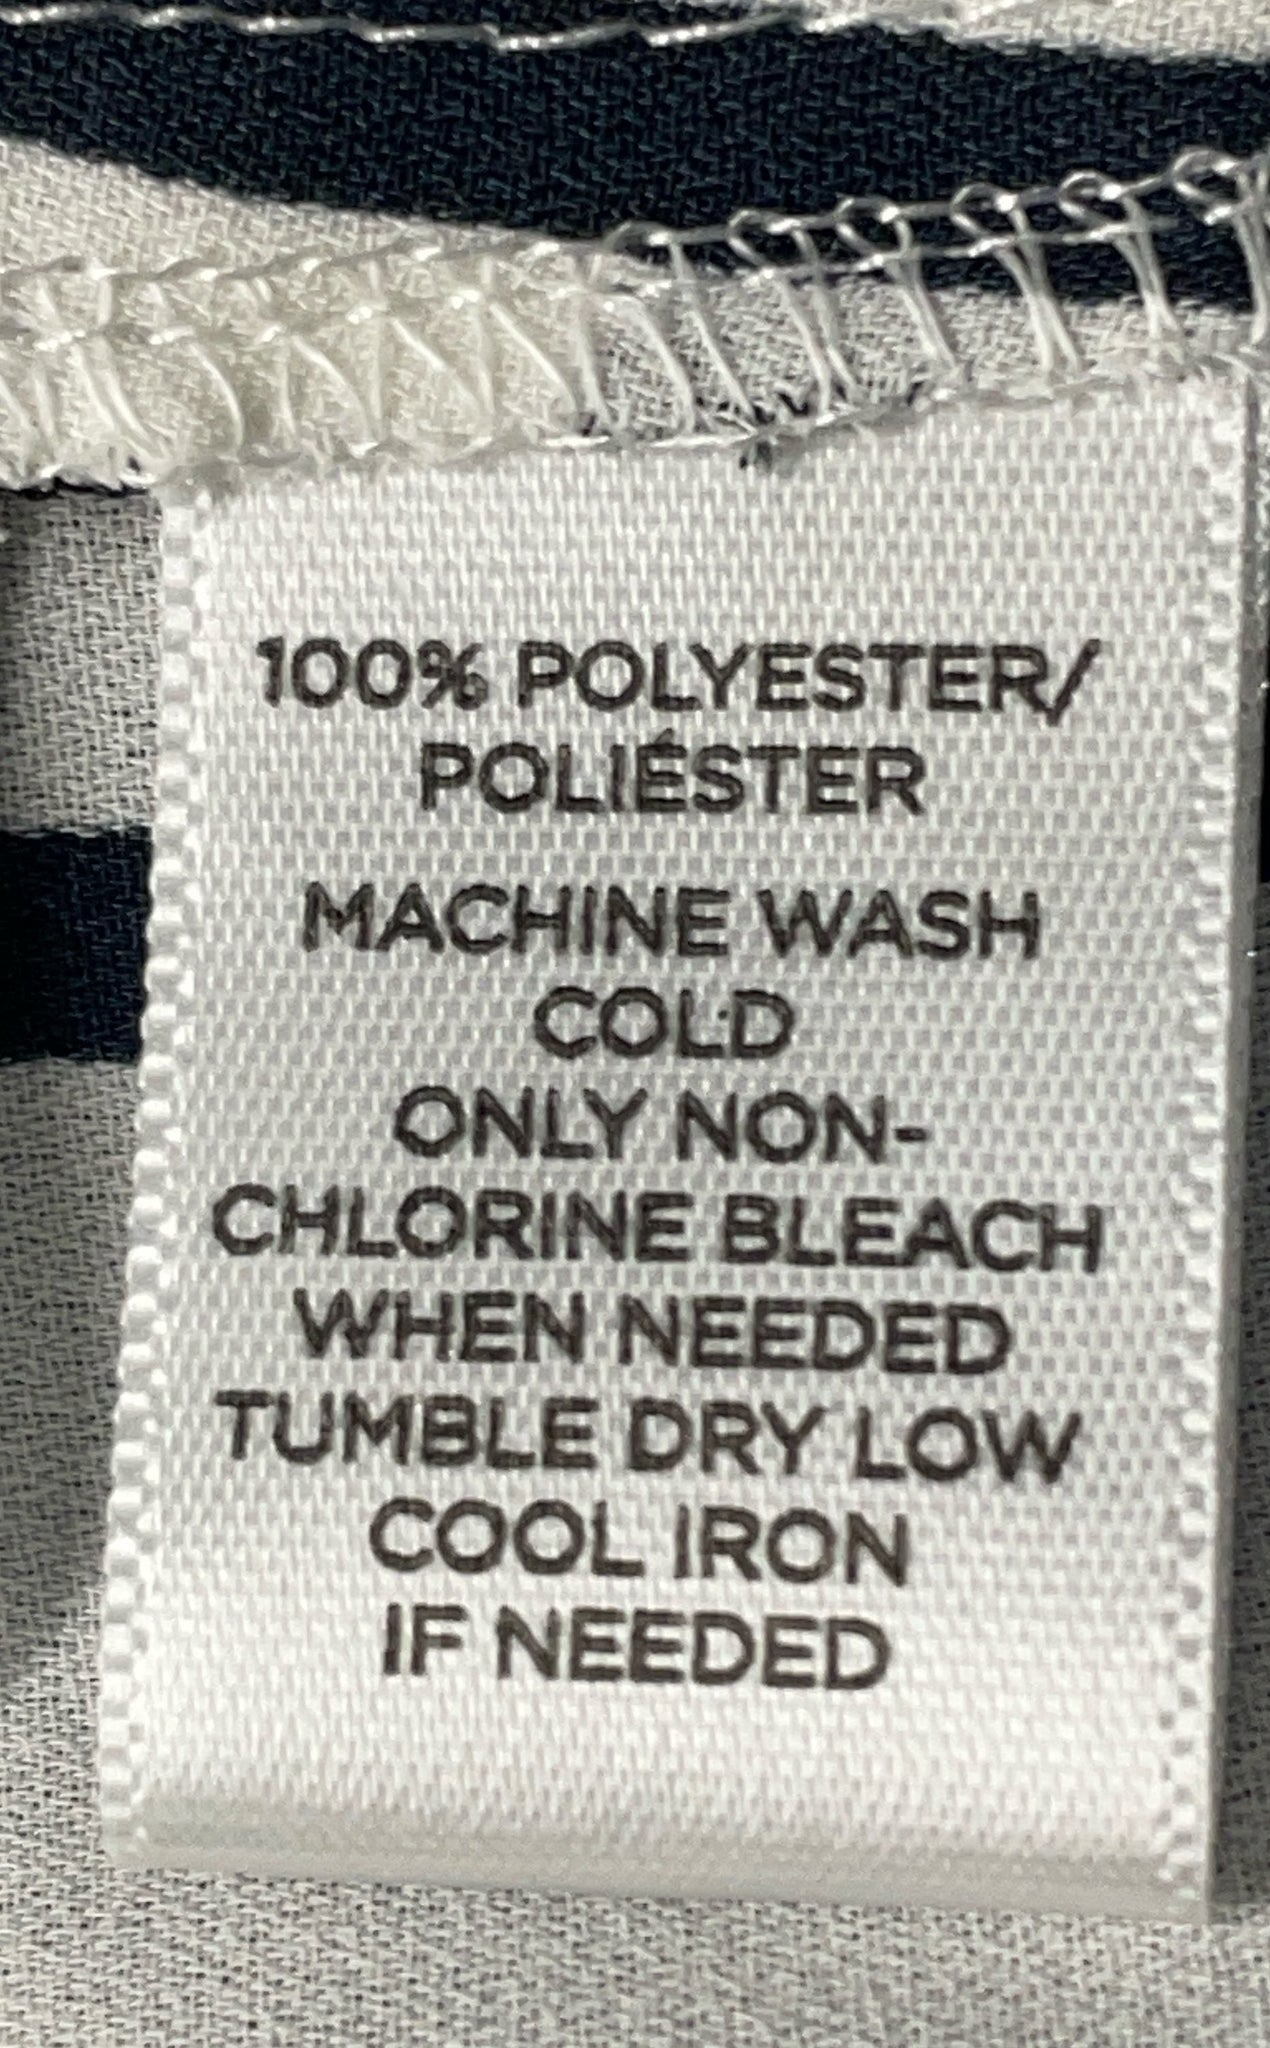 100% POLYESTER/
POLIÉSTER
MACHINE WASH
COLD
ONLY NON-
CHLORINE BLEACH
WHEN NEEDED
TUMBLE DRY LOW
COOL IRON
IF NEEDED